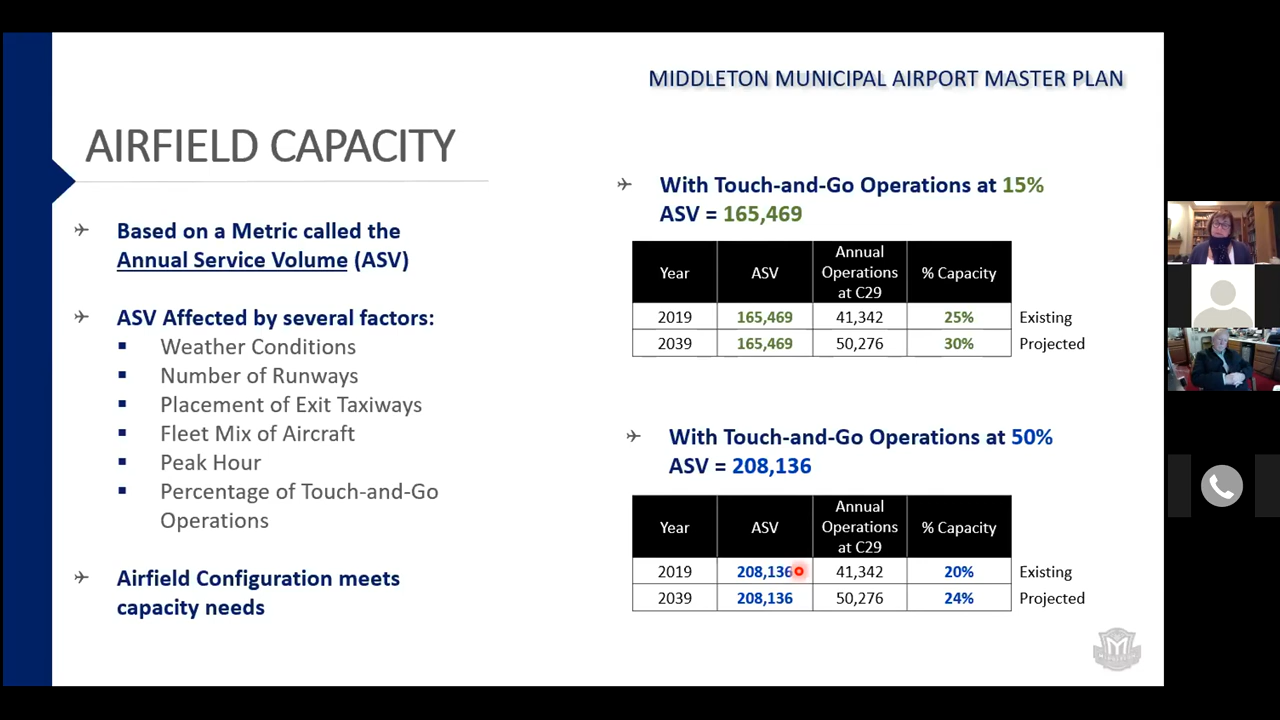 MIDDLETON MUNICIPAL AIRPORT MASTER PLAN
AIRFIELD CAPACITY
Based on a Metric called the
Annual Service Volume (ASV)
ASV Affected by several factors:
Weather Conditions
Number of Runways
Placement of Exit Taxiways
Fleet Mix of Aircraft
Peak Hour
Percentage of Touch-and-Go
Operations
Airfield Configuration meets
capacity needs
With Touch-and-Go Operations at 15%
ASV = 165,469
Year ASV Annual Operations at C29 % Capacity
2019 165,469 41,342 25% Existing
2039 165,469 50,276 30% Projected
With Touch-and-Go Operations at 50%
ASV = 208,136
Year ASV Annual Operations at C29 % Capacity
2019 208,136 41,342 20% Existing
2039 208,136 50,276 24% Projected